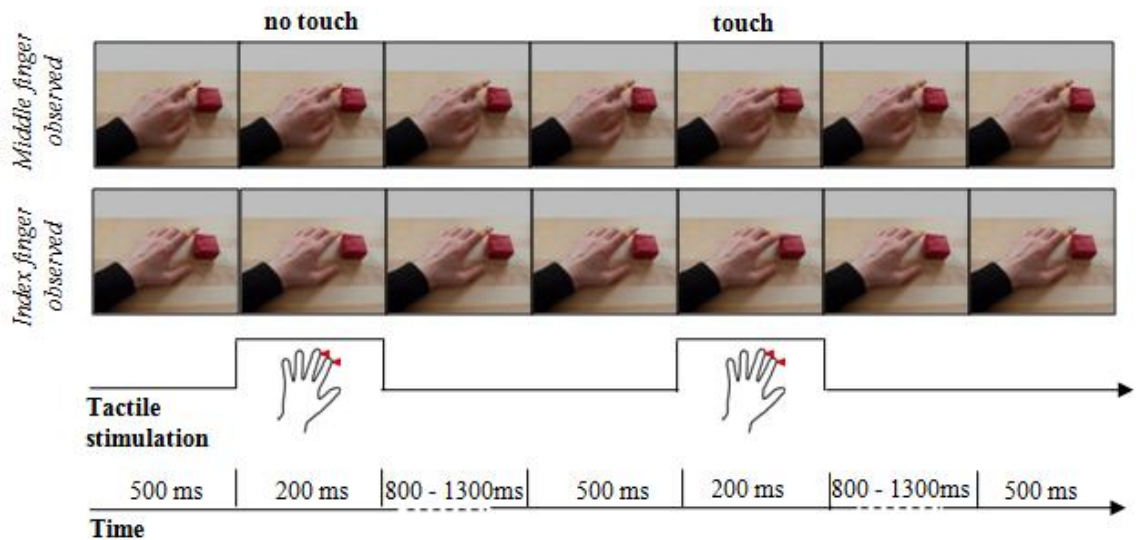 no touch
touch
Middle finger
observed
Index finger
observed
Tactile
stimulation
500 ms
200 ms
800 - 1300ms
500 ms
200 ms
800 - 1300ms
500 ms
Time